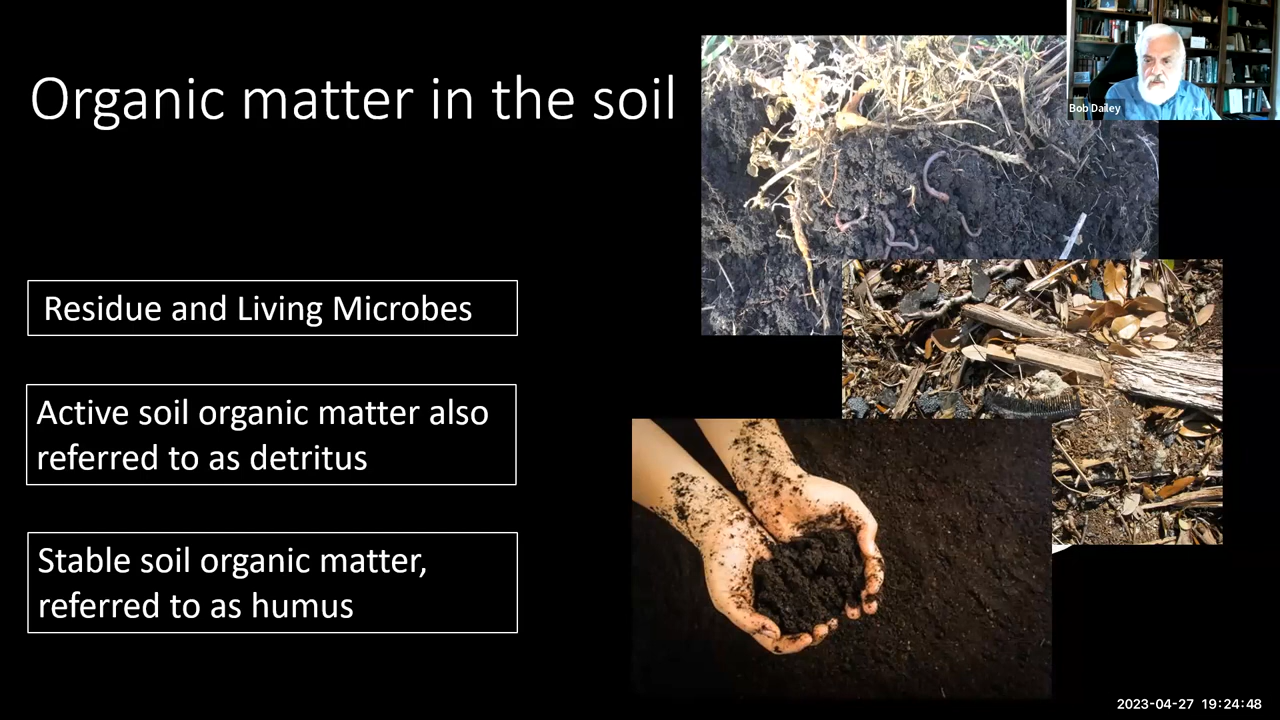 Organic matter in the soil
Bob Dailey
Residue and Living Microbes
Active soil organic matter also
referred to as detritus
Stable soil organic matter,
referred to as humus
2023-04-27 19:24:48